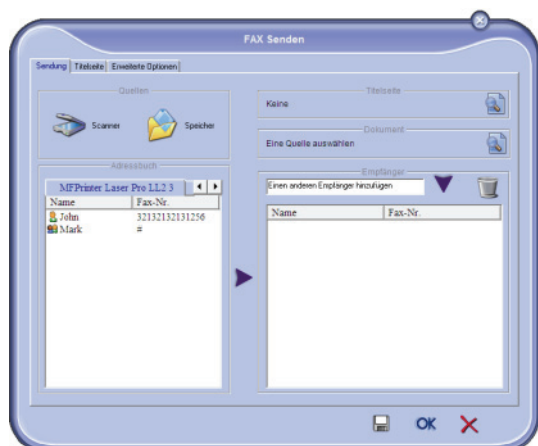 FAX Senden
Sendung Titelseite Erweiterte Optionen
Quellen
Scanner Speicher
Titelseite
Keine
Dokument
Eine Quelle auswählen
Adressbuch
MFPrinter Laser Pro LL2 3
Name Fax-Nr.
John 32132132131256
Mark #
Empfänger
Einen anderen Empfänger hinzufügen
Name Fax-Nr.
OK